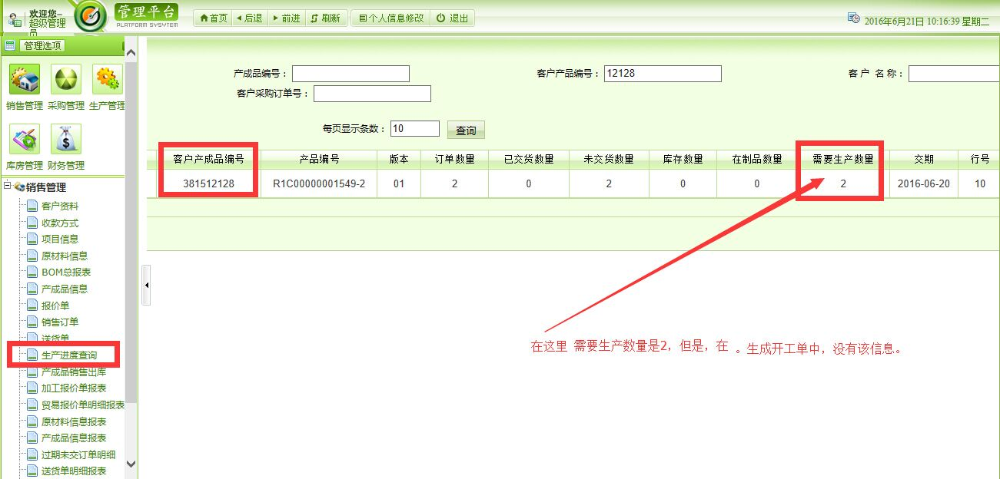 欢迎您–
超级管理
员
管理平台
PLATFORM SYSYTEM
首页 后退 前进 刷新 个人信息修改 退出
2016年6月21日 10:16:39 星期二
管理选项
销售管理 采购管理 生产管理
库房管理 财务管理
销售管理
客户资料
收款方式
项目信息
原材料信息
BOM总报表
产成品信息
报价单
销售订单
送货单
生产进度查询
产成品销售出库
加工报价单报表
贸易报价单明细报表
原材料信息报表
产成品信息报表
过期未交订单明细
送货单明细报表
产成品编号： 客户产品编号： 12128 客 户 名 称：
客户采购订单号：
每页显示条数： 10 查询
客户产成品编号 产品编号 版本 订单数量 已交货数量 未交货数量 库存数量 在制品数量 需要生产数量 交期 行号
381512128 R1C00000001549-2 01 2 0 2 0 0 2 2016-06-20 10
在这里 需要生产数量是2，但是，在 。生成开工单中，没有该信息。